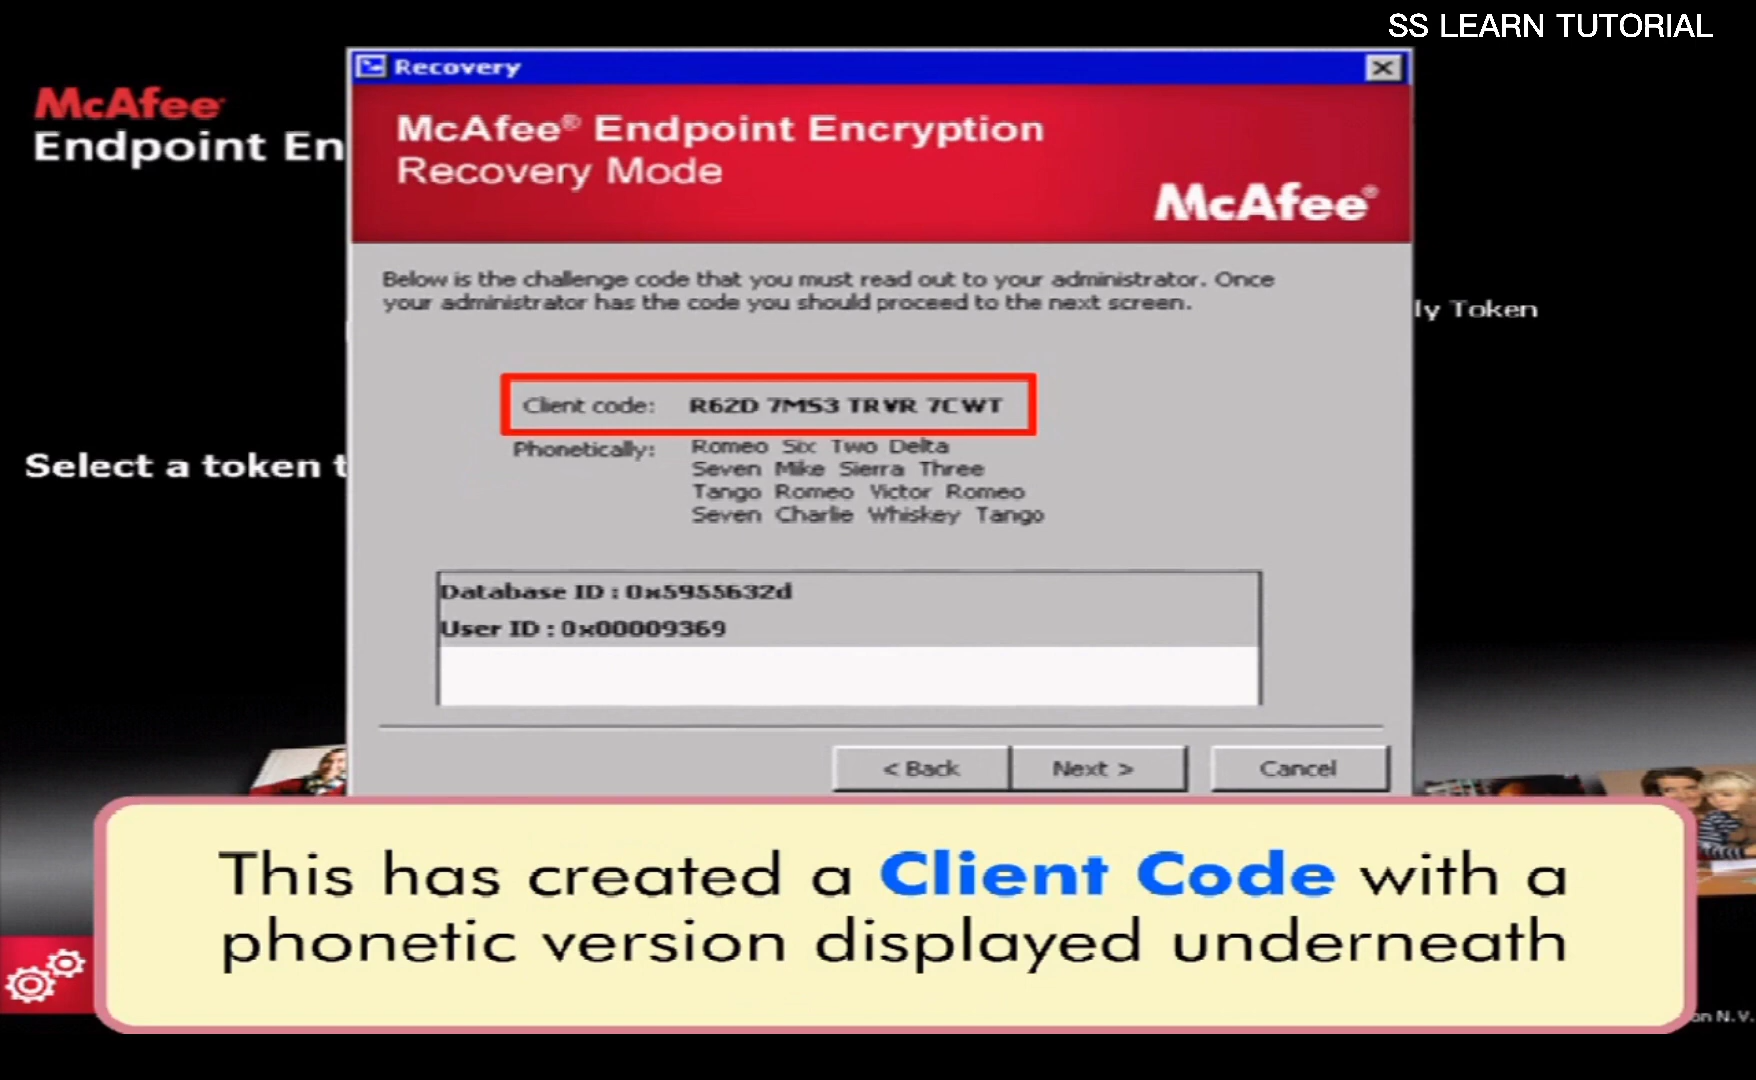 SS LEARN TUTORIAL
Recovery
McAfee®
Endpoint En
McAfee® Endpoint Encryption
Recovery Mode
McAfee®
Below is the challenge code that you must read out to your administrator. Once
your administrator has the code you should proceed to the next screen.
ly Token
Client code: R62D 7MS3 TRVR 7CWT
Phonetically: Romeo Six Two Delta
Seven Mike Sierra Three
Tango Romeo Victor Romeo
Seven Charlie Whiskey Tango
Select a token t
Database ID : 0x5955632d
User ID : 0x00009369
< Back
Next >
Cancel
This has created a Client Code with a
phonetic version displayed underneath
on N.V.